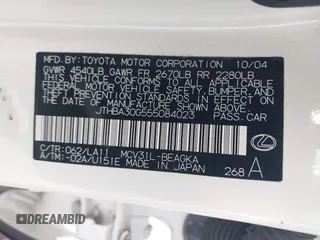 MFD. BY: TOYOTA MOTOR CORPORATION 10/04
GVWR 4540LB GAWR FR 2670LB RR 2280LB
THIS VEHICLE CONFORMS TO ALL APPLICABLE
FEDERAL MOTOR VEHICLE SAFETY,
BUMPER, AND THEFT PREVENTION STANDARDS
IN EFFECT ON THE DATE OF
MANUFACTURE SHOWN ABOVE.
JTHBA30G555084023 PASS. CAR
C/TR: 062/LA11 MCV31L-BEAGKA
A/TM: -02A/U151E MADE IN JAPAN
268 A
DREAMBID